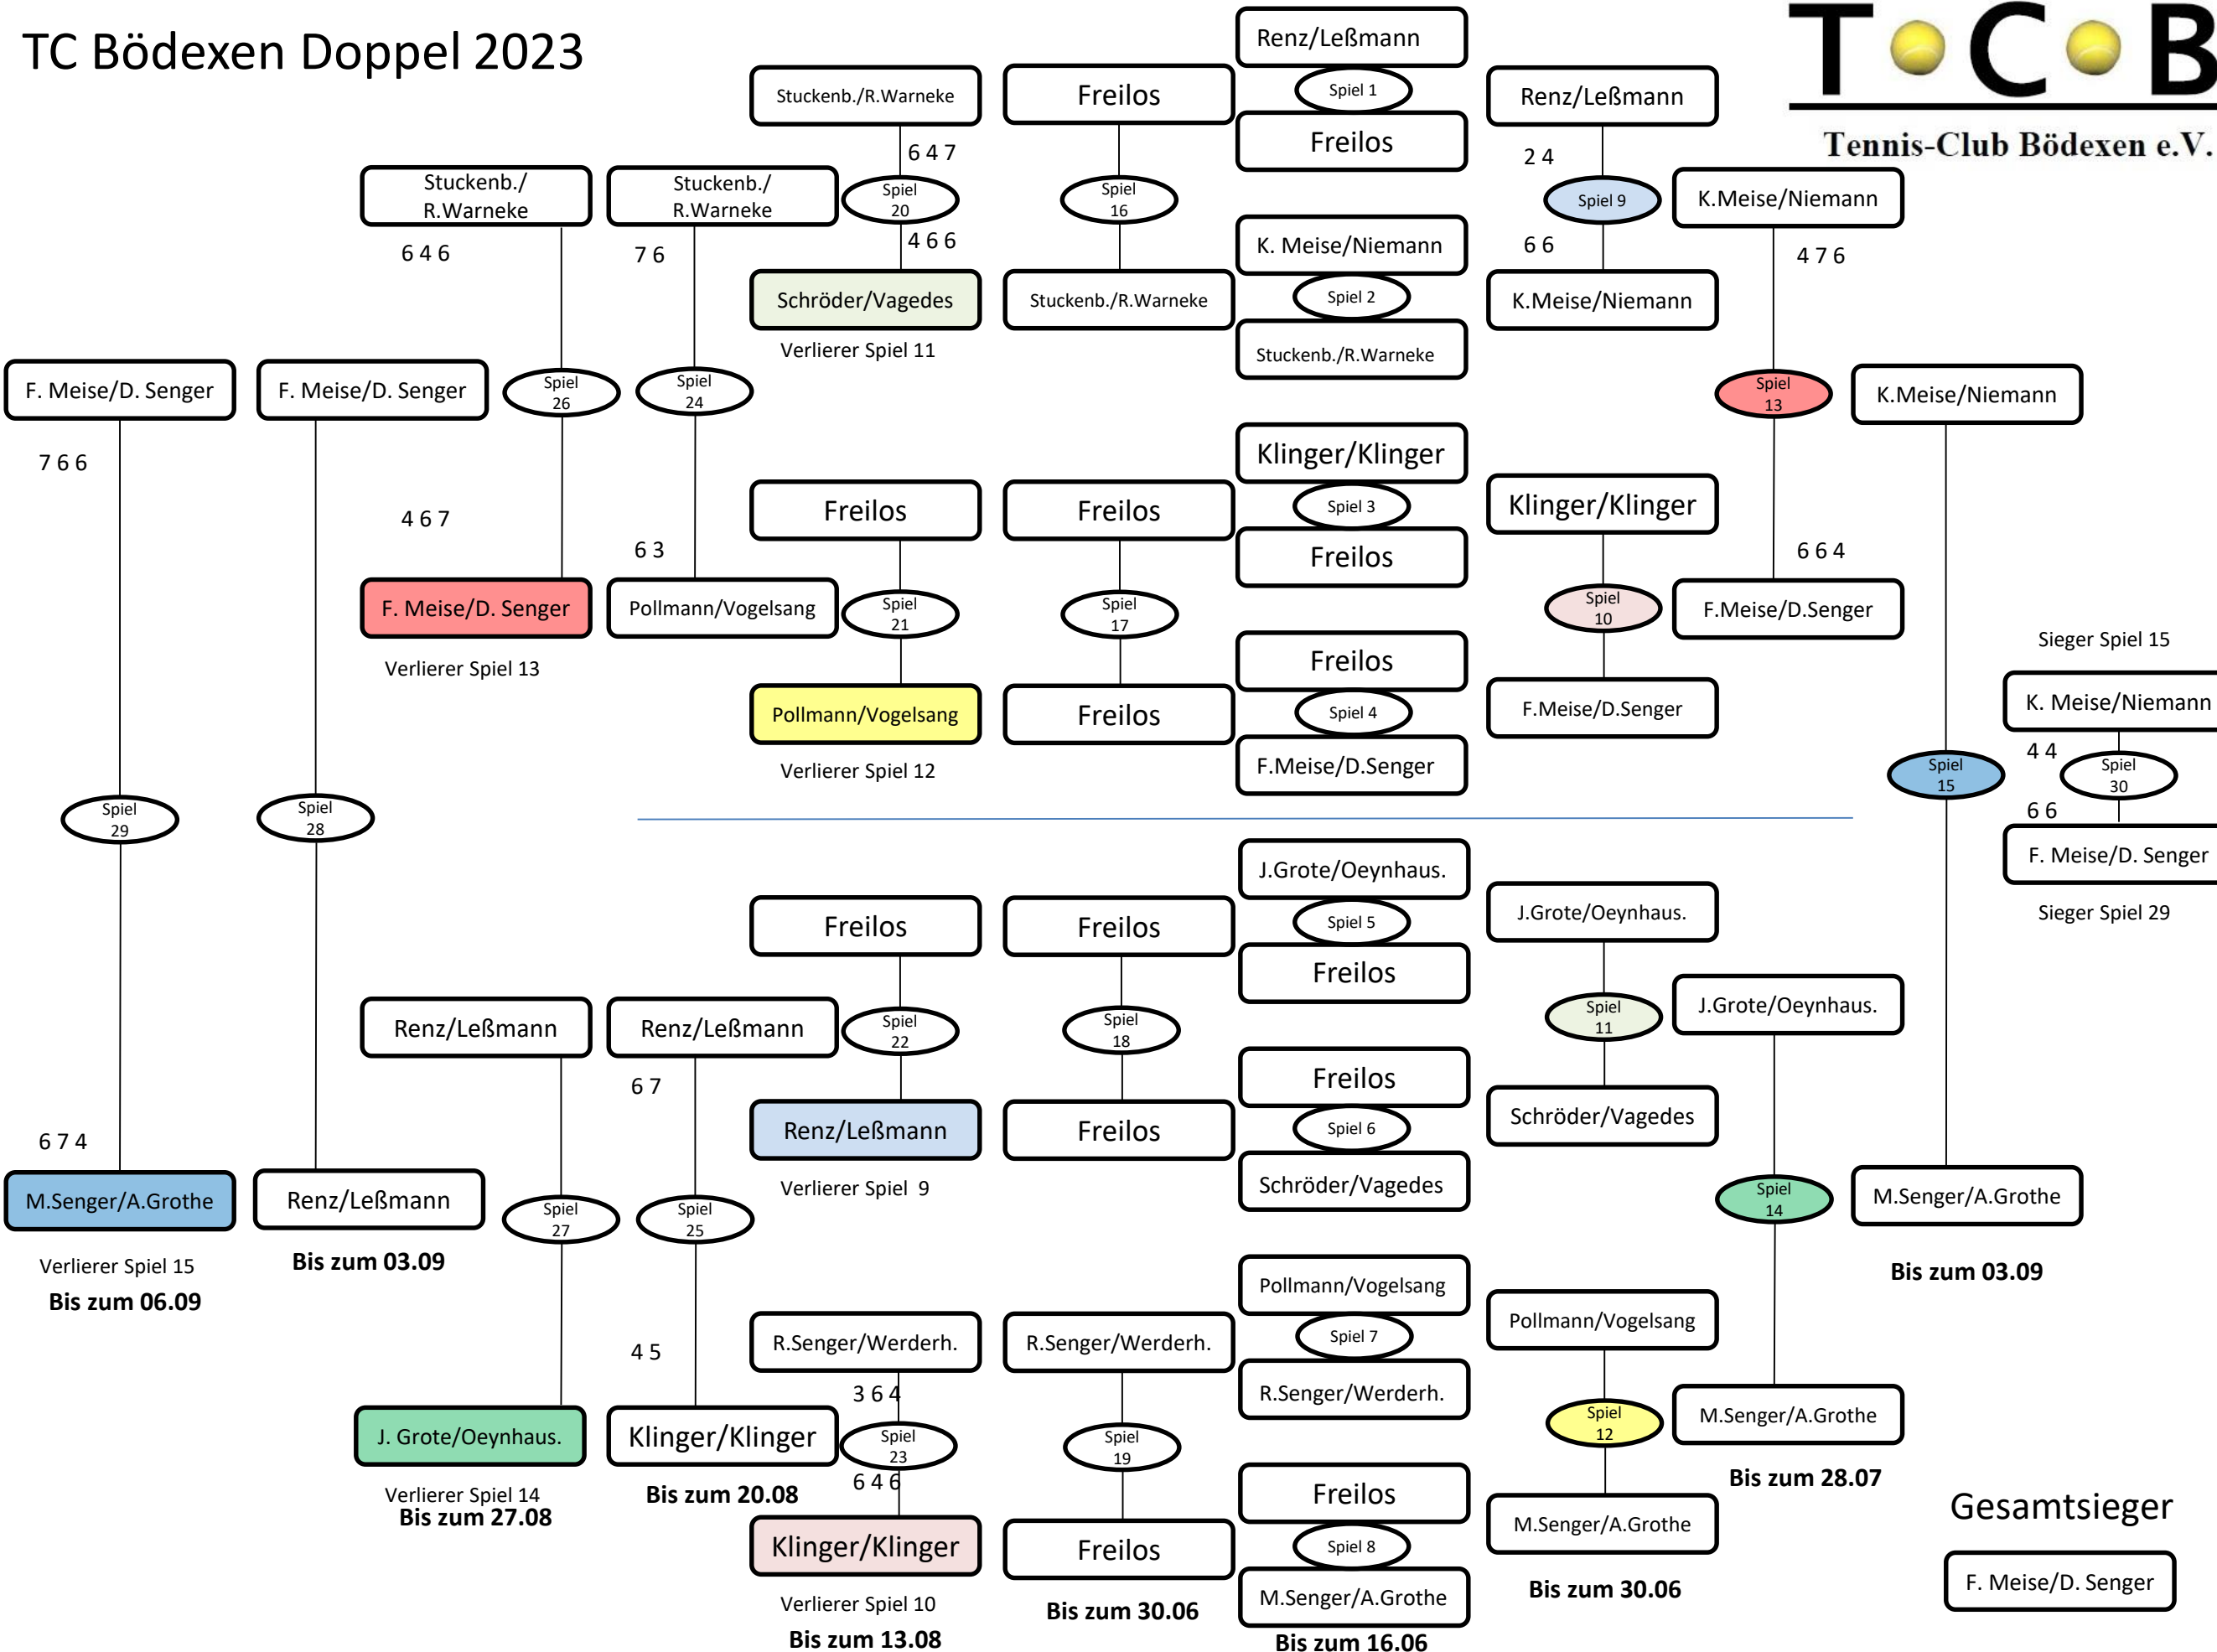 TC Bödexen Doppel 2023
T C B
Tennis-Club Bödexen e.V.
F. Meise/D. Senger
7 6 6
Spiel
29
6 7 4
M.Senger/A.Grothe
Verlierer Spiel 15
Bis zum 06.09
F. Meise/D. Senger
Spiel
28
Renz/Leßmann
Bis zum 03.09
Stuckenb./
R.Warneke
6 4 6
Spiel
26
4 6 7
F. Meise/D. Senger
Verlierer Spiel 13
Renz/Leßmann
Spiel
27
J. Grote/Oeynhaus.
Verlierer Spiel 14
Bis zum 27.08
Stuckenb./
R.Warneke
7 6
Spiel
24
6 3
Pollmann/Vogelsang
Renz/Leßmann
6 7
Spiel
25
4 5
Klinger/Klinger
Bis zum 20.08
Stuckenb./R.Warneke
6 4 7
Spiel
20
4 6 6
Schröder/Vagedes
Verlierer Spiel 11
Freilos
Spiel
21
Pollmann/Vogelsang
Verlierer Spiel 12
Freilos
Spiel
22
Renz/Leßmann
Verlierer Spiel 9
R.Senger/Werderh.
3 6 4
Spiel
23
6 4 6
Klinger/Klinger
Verlierer Spiel 10
Bis zum 13.08
Freilos
Spiel
16
Stuckenb./R.Warneke
Freilos
Spiel
17
Freilos
Freilos
Spiel
18
Freilos
R.Senger/Werderh.
Spiel
19
Freilos
Bis zum 30.06
Renz/Leßmann
Spiel 1
Freilos
K. Meise/Niemann
Spiel 2
Stuckenb./R.Warneke
Klinger/Klinger
Spiel 3
Freilos
Freilos
Spiel 4
F.Meise/D.Senger
J.Grote/Oeynhaus.
Spiel 5
Freilos
Freilos
Spiel 6
Schröder/Vagedes
Pollmann/Vogelsang
Spiel 7
R.Senger/Werderh.
Freilos
Spiel 8
M.Senger/A.Grothe
Bis zum 16.06
Renz/Leßmann
2 4
Spiel 9
6 6
K.Meise/Niemann
Klinger/Klinger
Spiel
10
F.Meise/D.Senger
J.Grote/Oeynhaus.
Spiel
11
Schröder/Vagedes
Pollmann/Vogelsang
Spiel
12
M.Senger/A.Grothe
Bis zum 30.06
K.Meise/Niemann
4 7 6
Spiel
13
6 6 4
F.Meise/D.Senger
J.Grote/Oeynhaus.
Spiel
14
M.Senger/A.Grothe
Bis zum 28.07
K.Meise/Niemann
Spiel
15
M.Senger/A.Grothe
Bis zum 03.09
Sieger Spiel 15
K. Meise/Niemann
4 4
Spiel
30
6 6
F. Meise/D. Senger
Sieger Spiel 29
Gesamtsieger
F. Meise/D. Senger